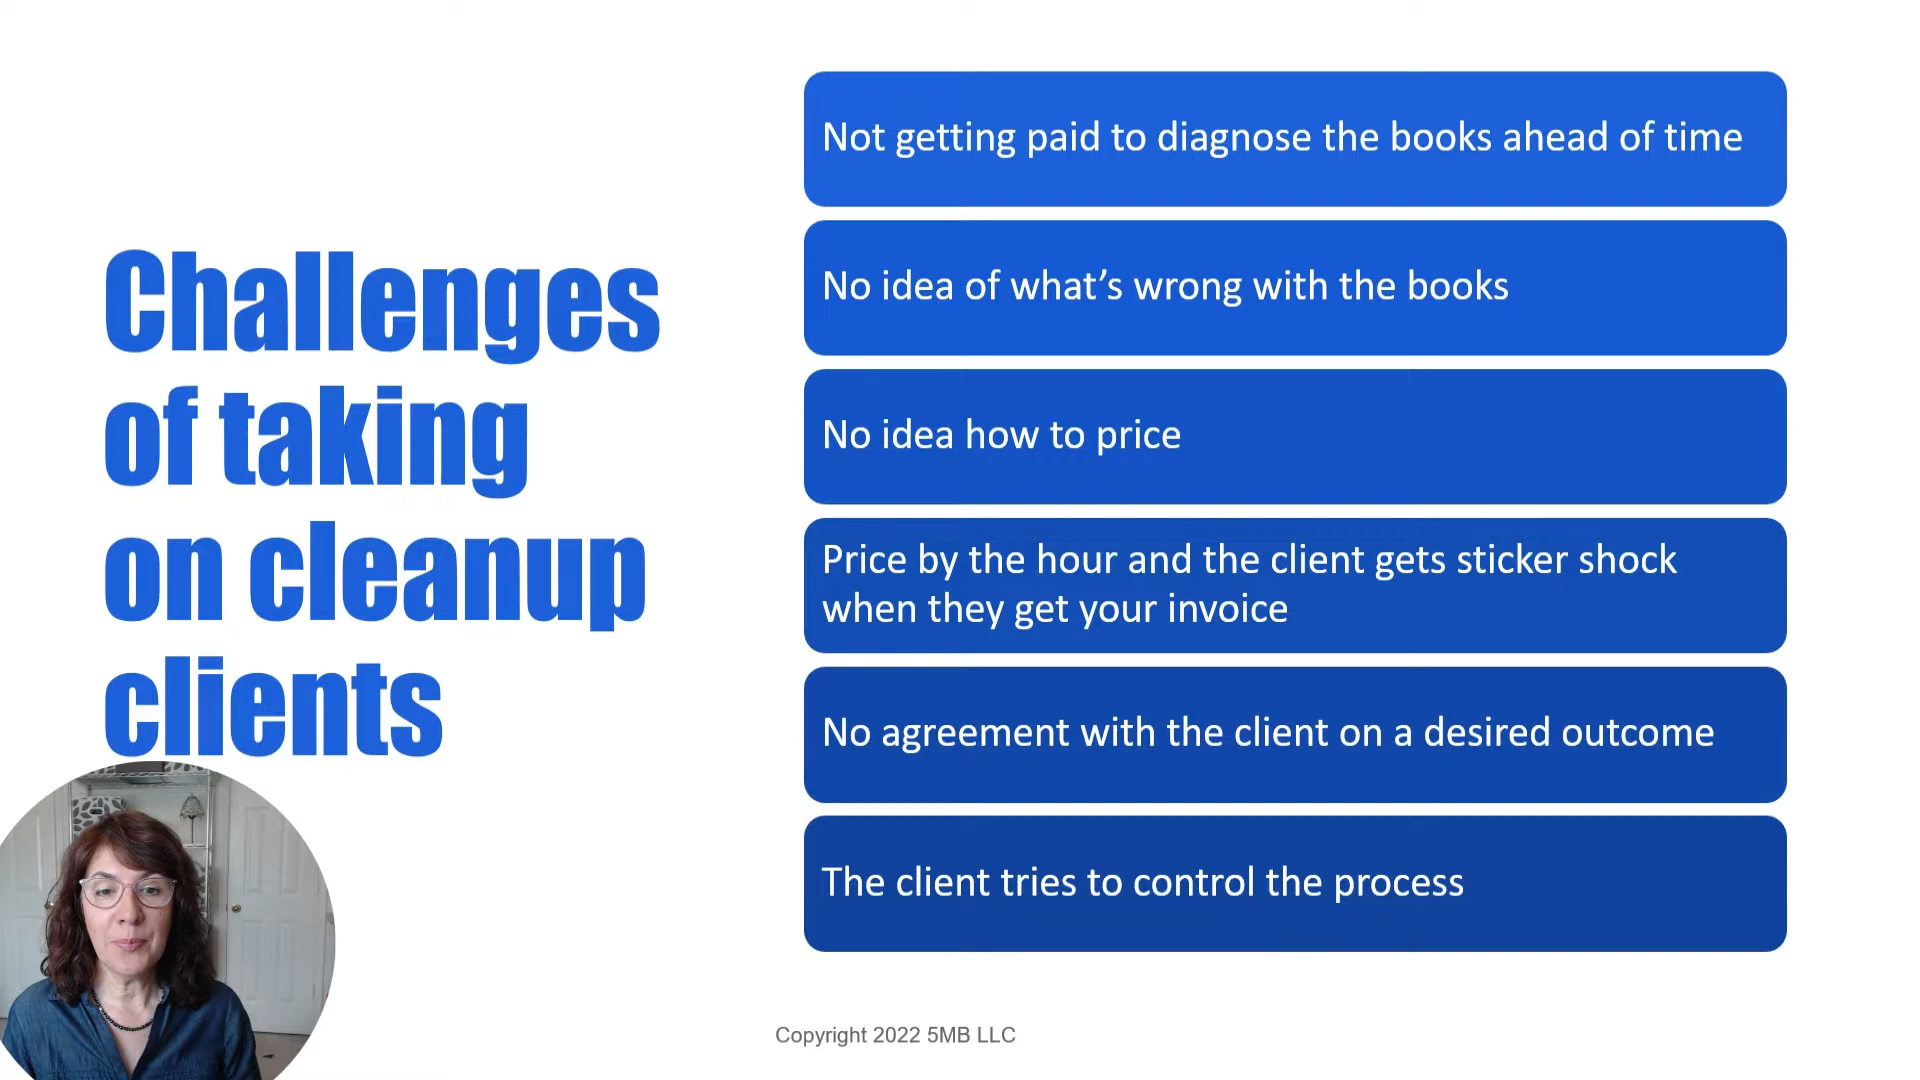 Challenges
of taking
on cleanup
clients
Not getting paid to diagnose the books ahead of time
No idea of what’s wrong with the books
No idea how to price
Price by the hour and the client gets sticker shock
when they get your invoice
No agreement with the client on a desired outcome
The client tries to control the process
Copyright 2022 5MB LLC